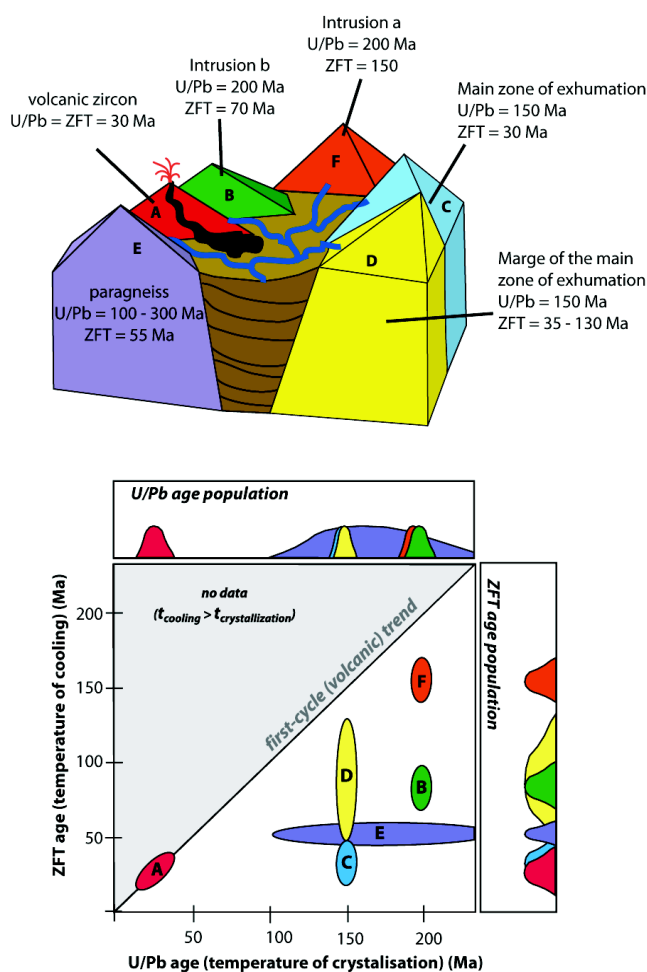 Intrusion a
U/Pb = 200 Ma
ZFT = 150
Intrusion b
U/Pb = 200 Ma
ZFT = 70 Ma
Main zone of exhumation
U/Pb = 150 Ma
ZFT = 30 Ma
volcanic zircon
U/Pb = ZFT = 30 Ma
F
B
A
C
E
D
paragneiss
U/Pb = 100 - 300 Ma
ZFT = 55 Ma
Marge of the main
zone of exhumation
U/Pb = 150 Ma
ZFT = 35 - 130 Ma
U/Pb age population
no data
(tcooling > tcrystallization)
first-cycle (volcanic) trend
ZFT age population
ZFT age (temperature of cooling) (Ma)
200
150
100
50
F
D
B
E
C
A
50
100
150
200
U/Pb age (temperature of crystalisation) (Ma)